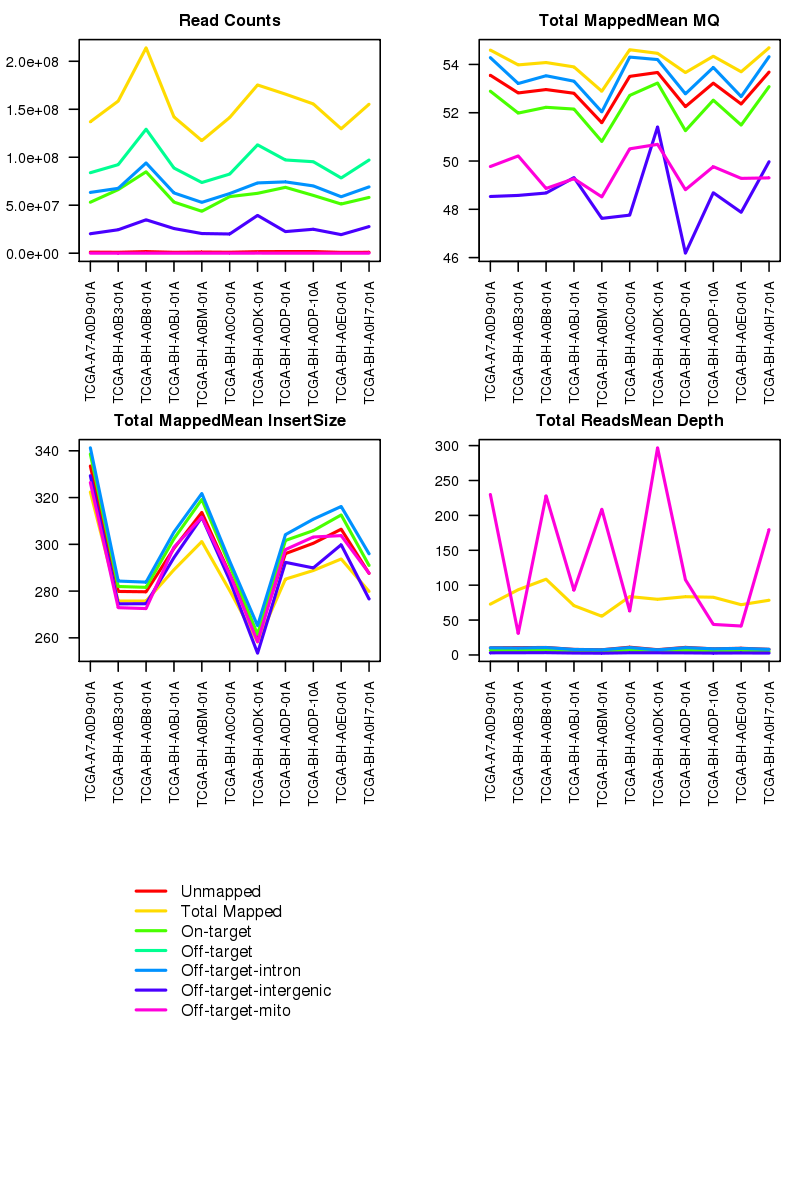 Read Counts
2.0e+08
1.5e+08
1.0e+08
5.0e+07
0.0e+00
TCGA-A7-A0D9-01A
TCGA-BH-A0B3-01A
TCGA-BH-A0B8-01A
TCGA-BH-A0BJ-01A
TCGA-BH-A0BM-01A
TCGA-BH-A0C0-01A
TCGA-BH-A0DK-01A
TCGA-BH-A0DP-01A
TCGA-BH-A0DP-10A
TCGA-BH-A0E0-01A
TCGA-BH-A0H7-01A
Total MappedMean MQ
54
52
50
48
46
TCGA-A7-A0D9-01A
TCGA-BH-A0B3-01A
TCGA-BH-A0B8-01A
TCGA-BH-A0BJ-01A
TCGA-BH-A0BM-01A
TCGA-BH-A0C0-01A
TCGA-BH-A0DK-01A
TCGA-BH-A0DP-01A
TCGA-BH-A0DP-10A
TCGA-BH-A0E0-01A
TCGA-BH-A0H7-01A
Total MappedMean InsertSize
340
320
300
280
260
TCGA-A7-A0D9-01A
TCGA-BH-A0B3-01A
TCGA-BH-A0B8-01A
TCGA-BH-A0BJ-01A
TCGA-BH-A0BM-01A
TCGA-BH-A0C0-01A
TCGA-BH-A0DK-01A
TCGA-BH-A0DP-01A
TCGA-BH-A0DP-10A
TCGA-BH-A0E0-01A
TCGA-BH-A0H7-01A
Total ReadsMean Depth
300
250
200
150
100
50
0
TCGA-A7-A0D9-01A
TCGA-BH-A0B3-01A
TCGA-BH-A0B8-01A
TCGA-BH-A0BJ-01A
TCGA-BH-A0BM-01A
TCGA-BH-A0C0-01A
TCGA-BH-A0DK-01A
TCGA-BH-A0DP-01A
TCGA-BH-A0DP-10A
TCGA-BH-A0E0-01A
TCGA-BH-A0H7-01A
Unmapped
Total Mapped
On-target
Off-target
Off-target-intron
Off-target-intergenic
Off-target-mito